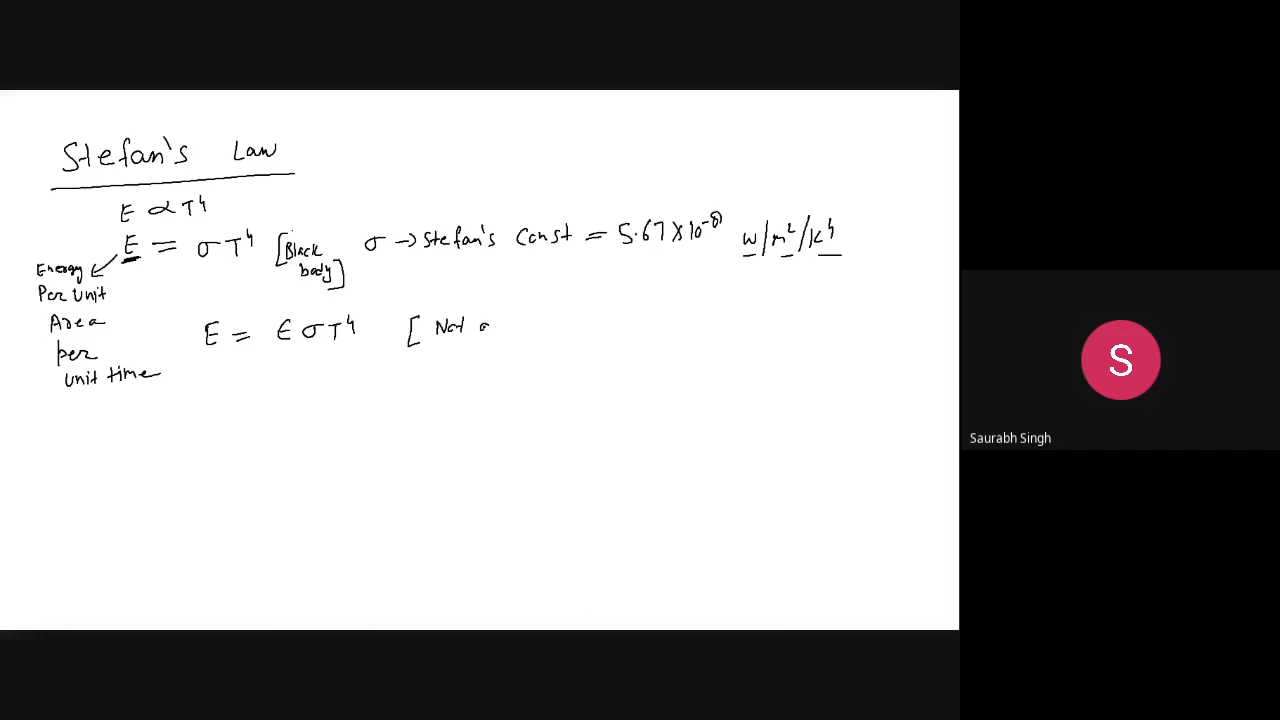 Stefan's Law
E ∝ T⁴
E = σT⁴ [Black body] σ → Stefan's Const = 5.67 × 10⁻⁸ W/m²/K⁴
Energy
Per Unit
Area
per
unit time
E = ϵσT⁴ [ Not a
S
Saurabh Singh